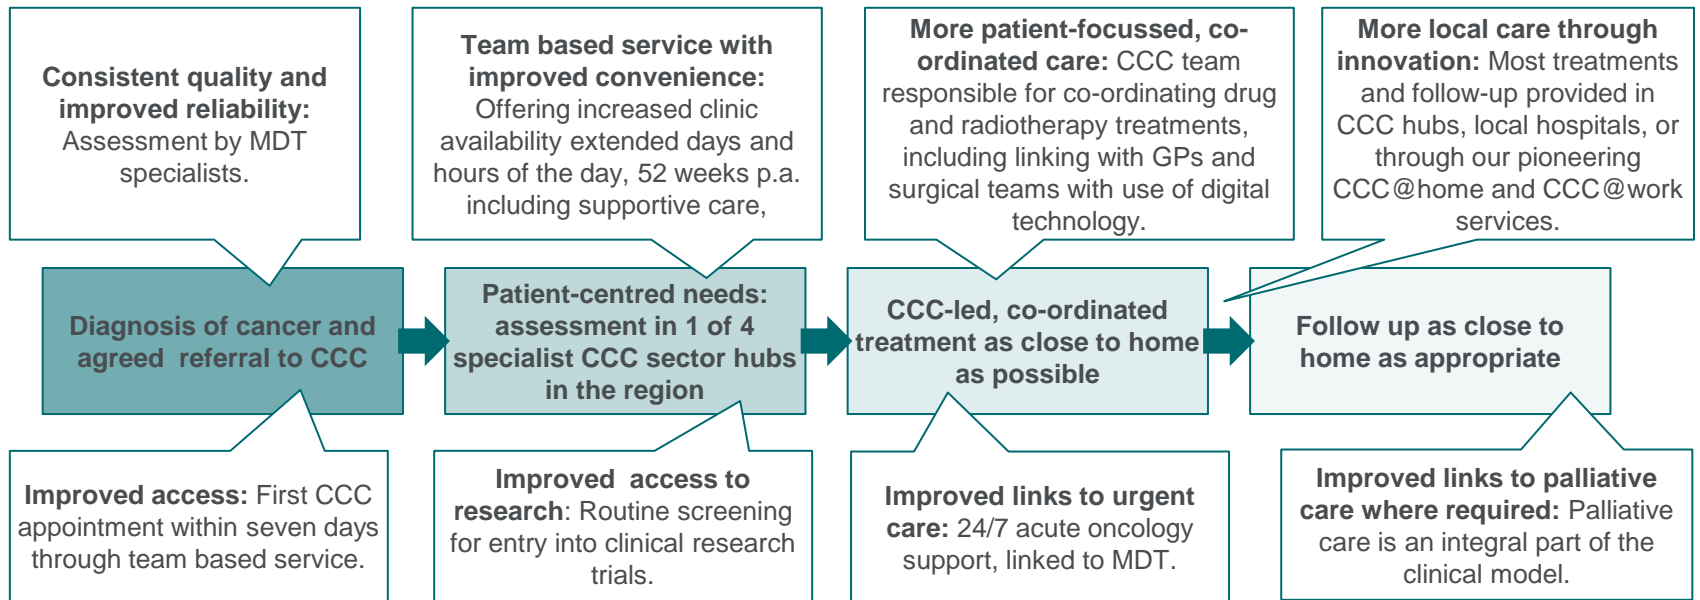 Consistent quality and
improved reliability:
Assessment by MDT
specialists.
Team based service with
improved convenience:
Offering increased clinic
availability extended days and
hours of the day, 52 weeks p.a.
including supportive care,
More patient-focussed, co-
ordinated care: CCC team
responsible for co-ordinating drug
and radiotherapy treatments,
including linking with GPs and
surgical teams with use of digital
technology.
More local care through
innovation: Most treatments
and follow-up provided in
CCC hubs, local hospitals, or
through our pioneering
CCC@home and CCC@work
services.
Diagnosis of cancer and
agreed referral to CCC
Patient-centred needs:
assessment in 1 of 4
specialist CCC sector hubs
in the region
CCC-led, co-ordinated
treatment as close to home
as possible
Follow up as close to
home as appropriate
Improved access: First CCC
appointment within seven days
through team based service.
Improved access to
research: Routine screening
for entry into clinical research
trials.
Improved links to urgent
care: 24/7 acute oncology
support, linked to MDT.
Improved links to palliative
care where required: Palliative
care is an integral part of the
clinical model.